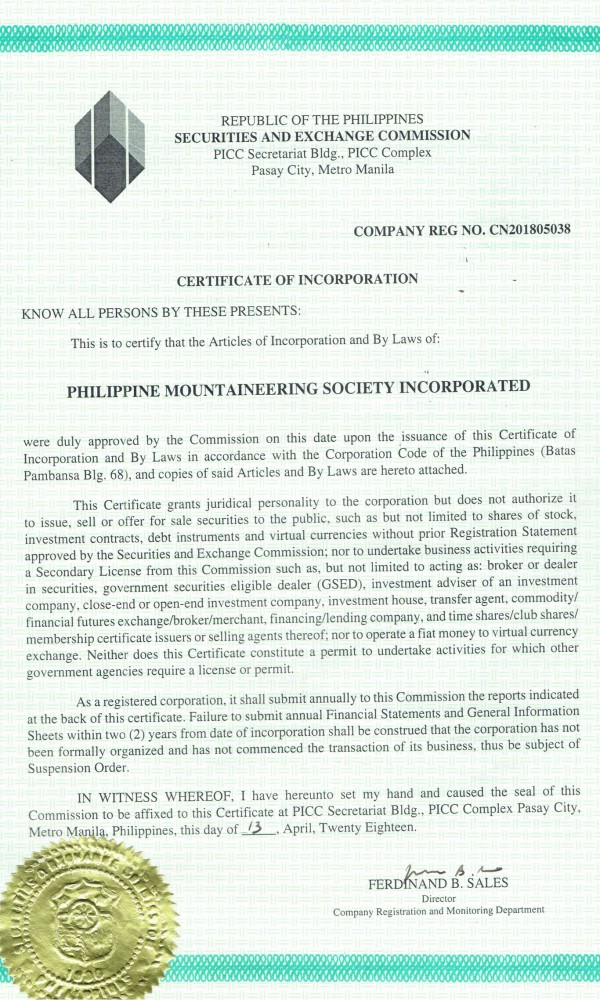 REPUBLIC OF THE PHILIPPINES
SECURITIES AND EXCHANGE COMMISSION
PICC Secretariat Bldg., PICC Complex
Pasay City, Metro Manila
COMPANY REG NO. CN201805038
CERTIFICATE OF INCORPORATION
KNOW ALL PERSONS BY THESE PRESENTS:
This is to certify that the Articles of Incorporation and By Laws of:
PHILIPPINE MOUNTAINEERING SOCIETY INCORPORATED
were duly approved by the Commission on this date upon the issuance of this Certificate of
Incorporation and By Laws in accordance with the Corporation Code of the Philippines (Batas
Pambansa Blg. 68), and copies of said Articles and By Laws are hereto attached.
This Certificate grants juridical personality to the corporation but does not authorize it
to issue, sell or offer for sale securities to the public, such as but not limited to shares of stock,
investment contracts, debt instruments and virtual currencies without prior Registration Statement
approved by the Securities and Exchange Commission; nor to undertake business activities requiring
a Secondary License from this Commission such as, but not limited to acting as: broker or dealer
in securities, government securities eligible dealer (GSED), investment adviser of an investment
company, close-end or open-end investment company, investment house, transfer agent, commodity/
financial futures exchange/broker/merchant, financing/lending company, and time shares/club shares/
membership certificate issuers or selling agents thereof; nor to operate a fiat money to virtual currency
exchange. Neither does this Certificate constitute a permit to undertake activities for which other
government agencies require a license or permit.
As a registered corporation, it shall submit annually to this Commission the reports indicated
at the back of this certificate. Failure to submit annual Financial Statements and General Information
Sheets within two (2) years from date of incorporation shall be construed that the corporation has not
been formally organized and has not commenced the transaction of its business, thus be subject of
Suspension Order.
IN WITNESS WHEREOF, I have hereunto set my hand and caused the seal of this
Commission to be affixed to this Certificate at PICC Secretariat Bldg., PICC Complex Pasay City,
Metro Manila, Philippines, this day of 13, April, Twenty Eighteen.
FERDINAND B. SALES
Director
Company Registration and Monitoring Department
1936